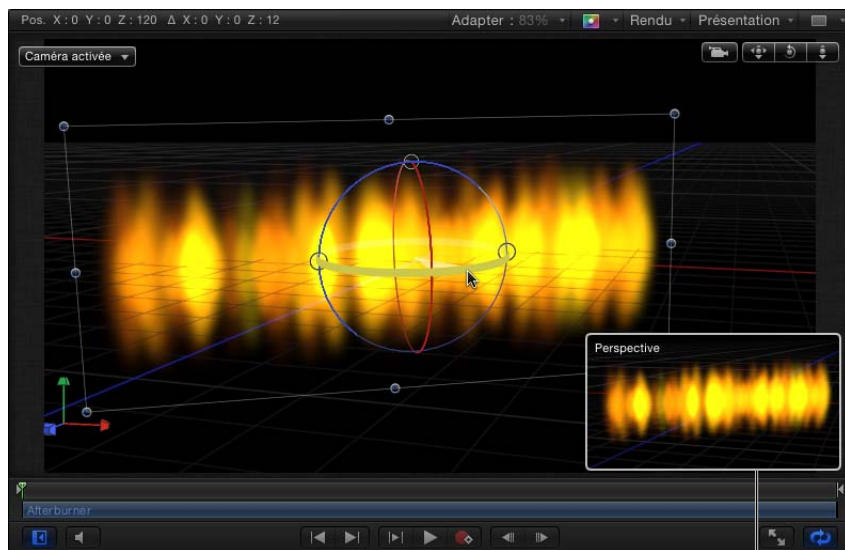 Pos. X : 0 Y : 0 Z : 120 Δ X : 0 Y : 0 Z : 12 Adapter : 83% Rendu Présentation
Caméra activée
Perspective
Afterburner